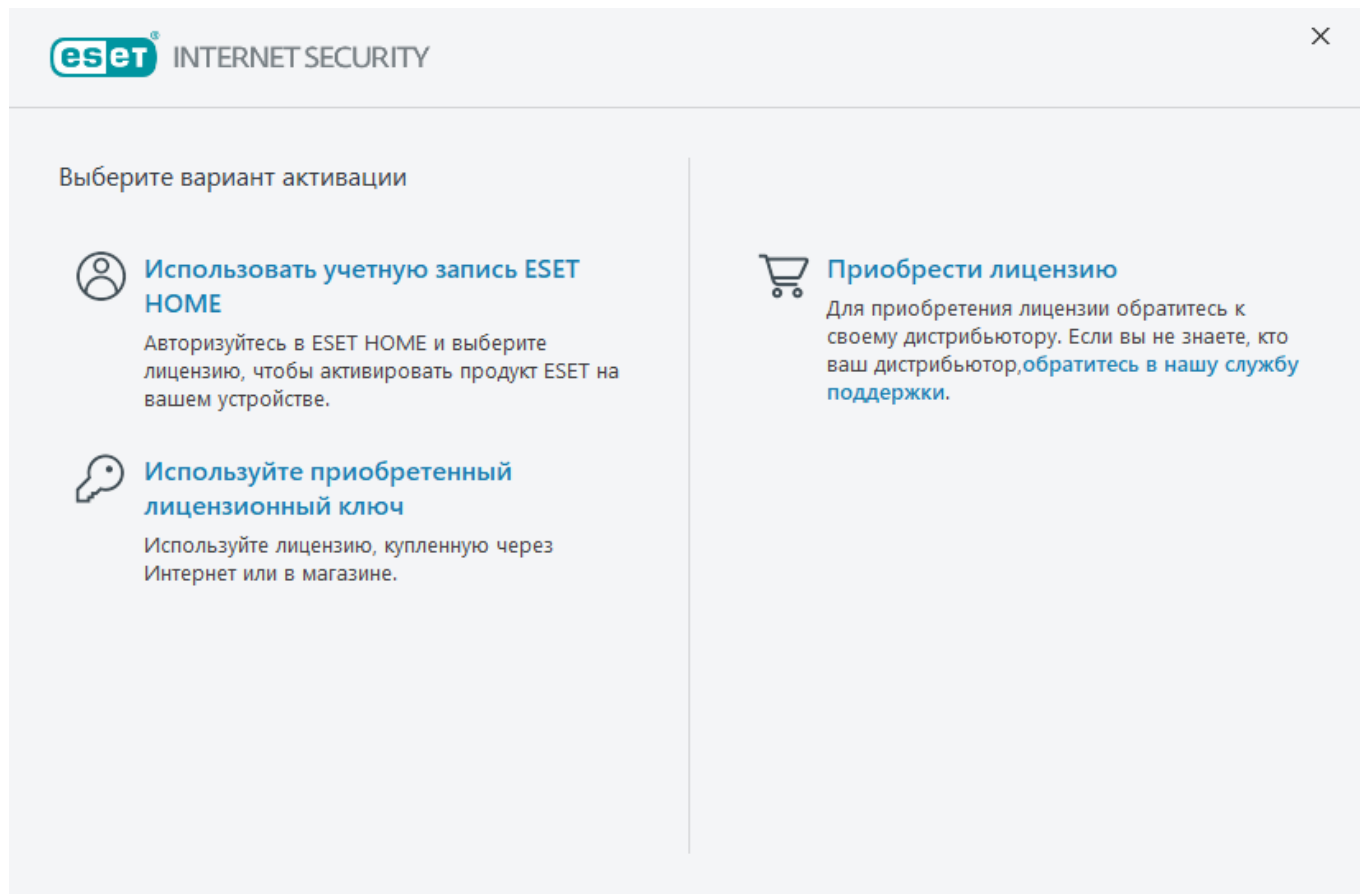 eset® INTERNET SECURITY
Выберите вариант активации
Использовать учетную запись ESET
HOME
Авторизуйтесь в ESET HOME и выберите
лицензию, чтобы активировать продукт ESET на
вашем устройстве.
Используйте приобретенный
лицензионный ключ
Используйте лицензию, купленную через
Интернет или в магазине.
Приобрести лицензию
Для приобретения лицензии обратитесь к
своему дистрибьютору. Если вы не знаете, кто
ваш дистрибьютор,обратитесь в нашу службу
поддержки.